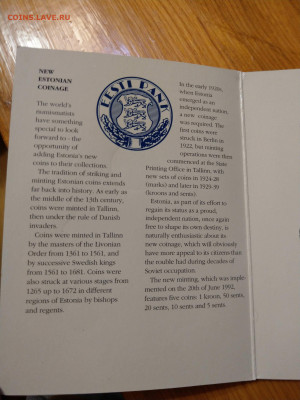 COINS.LAVE.RU
NEW
ESTONIAN
COINAGE
The world's
numismatists
have something
special to look
forward to - the
opportunity of
adding Estonia's new
coins to their collections.
The tradition of striking and
minting Estonian coins extends
far back into history. As early as
the middle of the 13th century,
coins were minted in Tallinn,
then under the role of Danish
invaders.
Coins were minted in Tallinn
by the masters of the Livonian
Order from 1361 to 1561, and
by successive Swedish kings
from 1561 to 1681. Coins were
also struck at various stages from
1265 up to 1672 in different
regions of Estonia by bishops
and regents.
EESTI PANK
In the early 1920s,
when Estonia
emerged as an
independent nation,
a new coinage
was required. The
first coins were
struck in Berlin in
1922, but minting
operations were then
commenced at the State
Printing Office in Tallinn, with
new sets of coins in 1924-26
(marks) and later in 1928-39
(kroons and sents).
Estonia, as part of its effort to
regain its status as a proud,
independent nation, once again
free to shape its own destiny, is
naturally enthusiastic about its
new coinage, which will obviously
have more appeal to its citizens than
the rouble had during decades of
Soviet occupation.
The new minting, which was imple-
mented on the 20th of June 1992,
features five coins: 1 kroon, 50 sents,
20 sents, 10 sents and 5 sents.